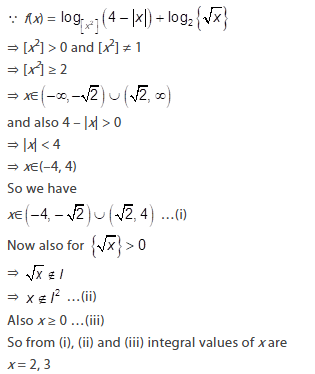 ∵ f(x) = log_[x²] (4 – |x|) + log₂ {√x}
⇒ [x²] > 0 and [x²] ≠ 1
⇒ [x²] ≥ 2
⇒ x∈(–∞, –√2) ∪ (√2, ∞)
and also 4 – |x| > 0
⇒ |x| < 4
⇒ x∈(–4, 4)
So we have
x∈(–4, –√2) ∪ (√2, 4) …(i)
Now also for {√x} > 0
⇒ √x ∉ I
⇒ x ∉ I² …(ii)
Also x ≥ 0 …(iii)
So from (i), (ii) and (iii) integral values of x are
x = 2, 3